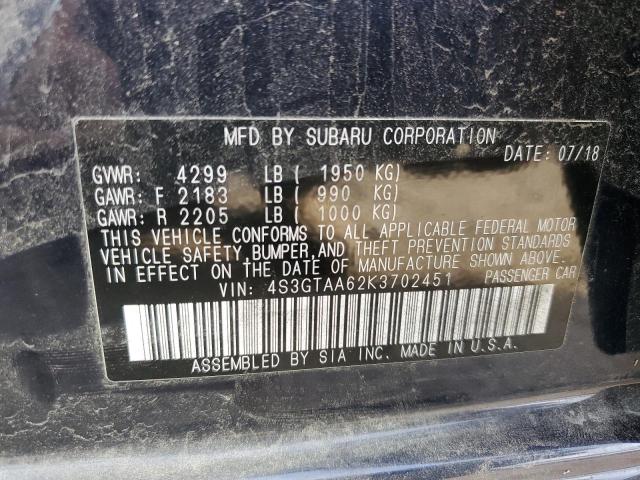 MFD BY SUBARU CORPORATION
DATE: 07/18
GVWR: 4299 LB ( 1950 KG)
GAWR: F 2183 LB ( 990 KG)
GAWR: R 2205 LB ( 1000 KG)
THIS VEHICLE CONFORMS TO ALL APPLICABLE FEDERAL MOTOR
VEHICLE SAFETY, BUMPER, AND THEFT PREVENTION STANDARDS
IN EFFECT ON THE DATE OF MANUFACTURE SHOWN ABOVE.
VIN: 4S3GTAA62K3702451 PASSENGER CAR
ASSEMBLED BY SIA INC. MADE IN U.S.A.